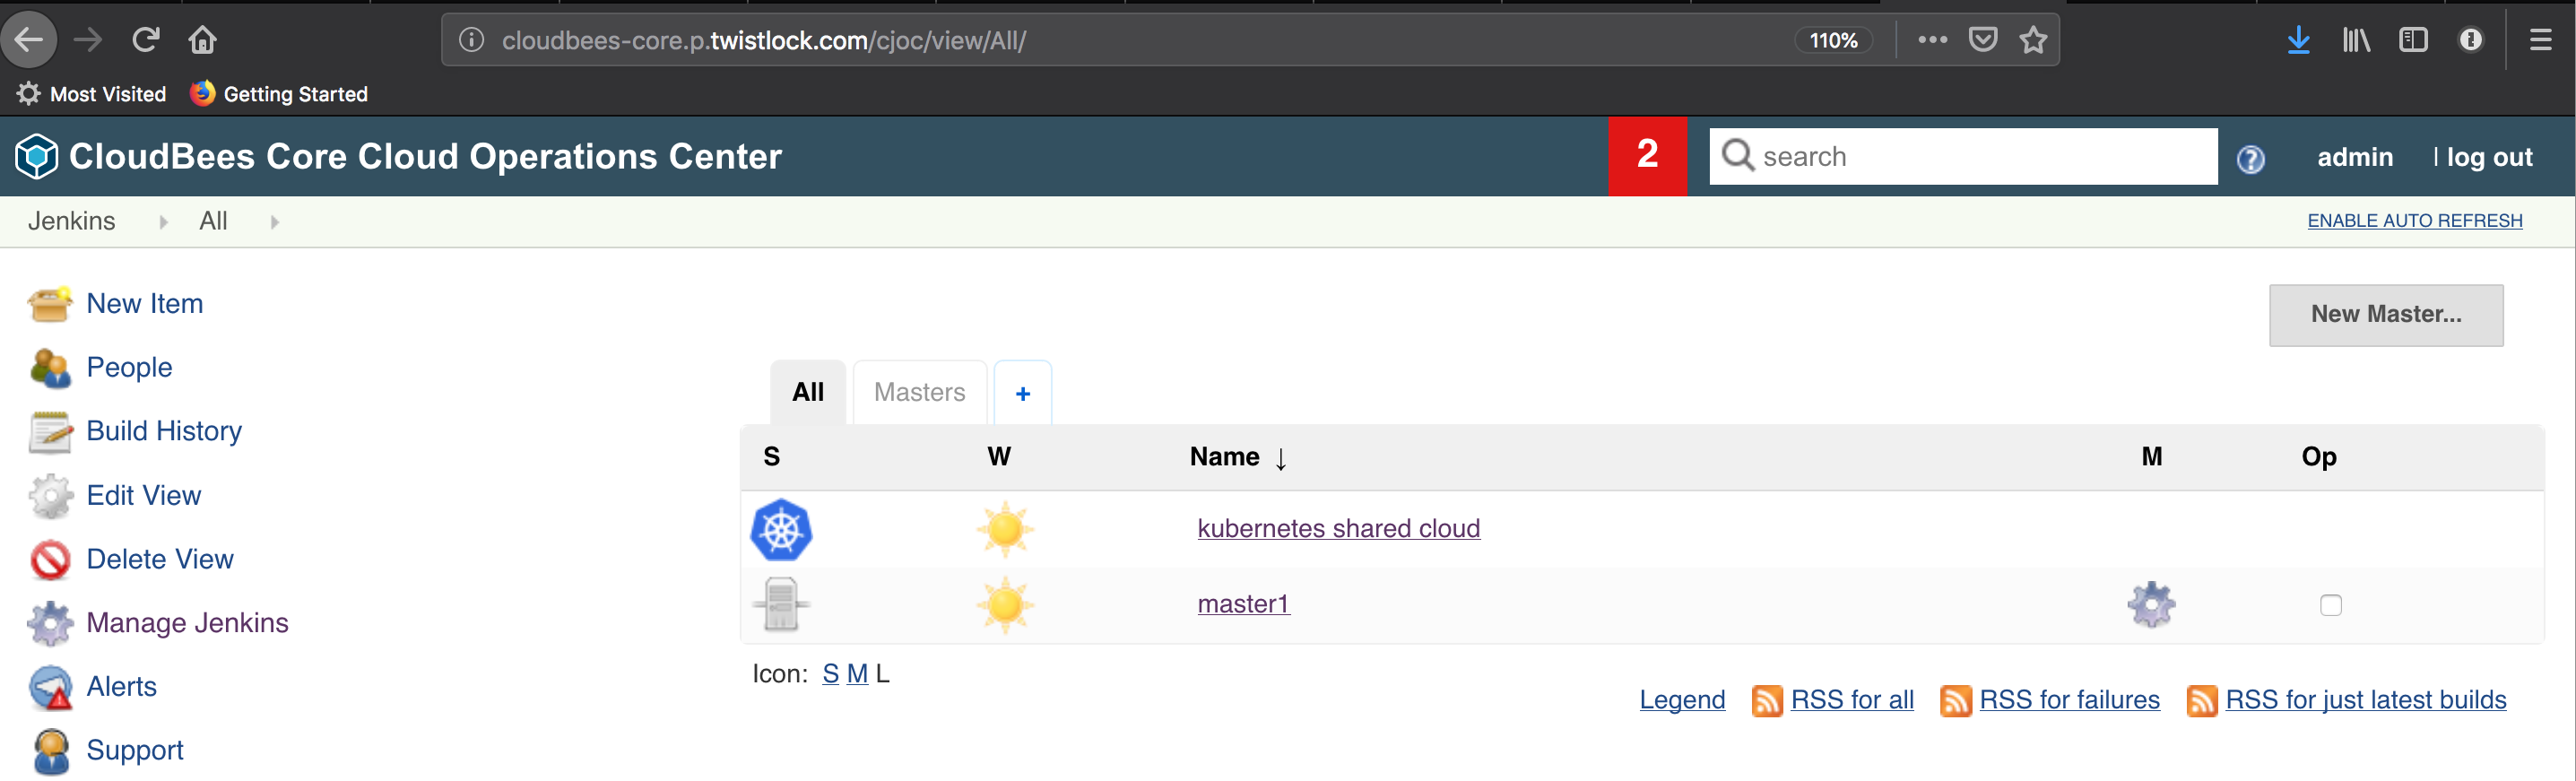 cloudbees-core.p.twistlock.com/cjoc/view/All/ 110%
Most Visited Getting Started
CloudBees Core Cloud Operations Center 2 search admin | log out
Jenkins All ENABLE AUTO REFRESH
New Item
New Master...
People
All Masters +
Build History
S W Name ↓ M Op
Edit View
kubernetes shared cloud
Delete View
master1
Manage Jenkins
Icon: S M L
Alerts
Legend RSS for all RSS for failures RSS for just latest builds
Support